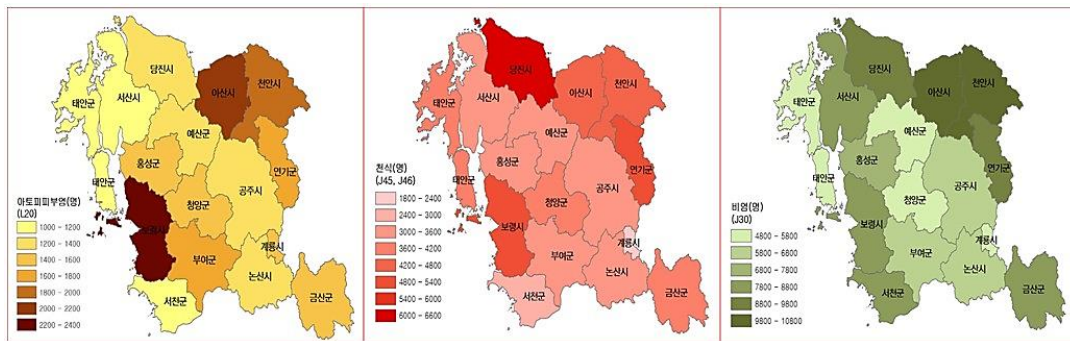 당진시
아산시
천안시
태안군
서산시
예산군
연기군
홍성군
공주시
태안군
청양군
보령시
계룡시
부여군
논산시
서천군
금산군
아토피피부염(명)
(L20)
1000 - 1200
1200 - 1400
1400 - 1600
1600 - 1800
1800 - 2000
2000 - 2200
2200 - 2400
당진시
아산시
천안시
태안군
서산시
예산군
연기군
홍성군
공주시
태안군
청양군
보령시
계룡시
부여군
논산시
서천군
금산군
천식(명)
(J45, J46)
1800 - 2400
2400 - 3000
3000 - 3600
3600 - 4200
4200 - 4800
4800 - 5400
5400 - 6000
6000 - 6600
당진시
아산시
천안시
태안군
서산시
예산군
연기군
홍성군
공주시
태안군
청양군
보령시
계룡시
부여군
논산시
서천군
금산군
비염(명)
(J30)
4800 - 5800
5800 - 6800
6800 - 7800
7800 - 8800
8800 - 9800
9800 - 10800